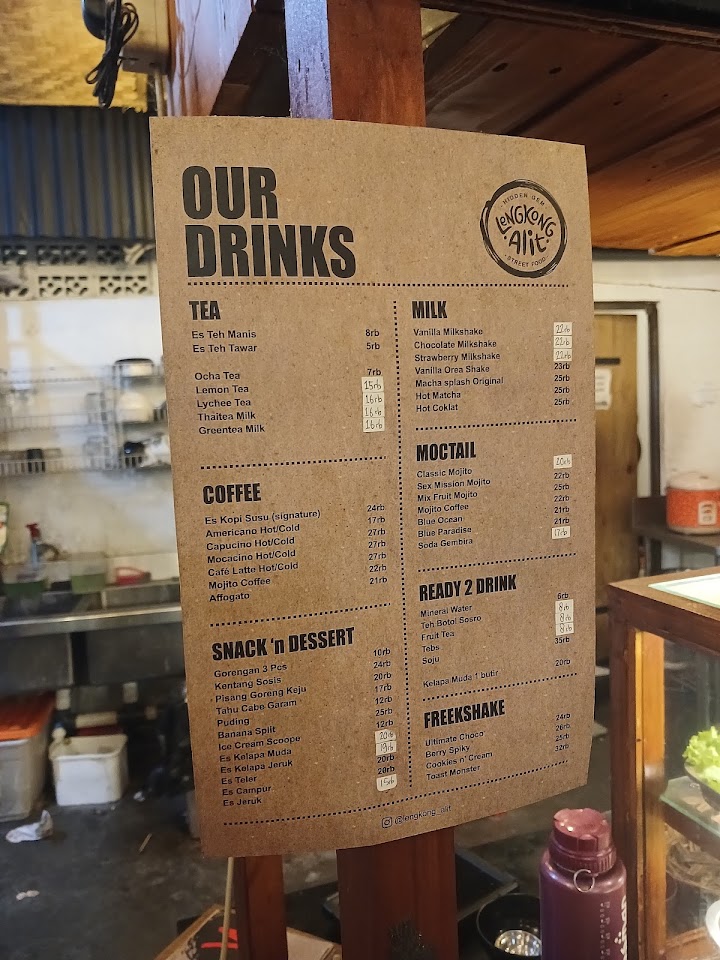 OUR
DRINKS
HIDDEN GEM
LENGKONG
Alit
STREET FOOD
TEA
Es Teh Manis 8rb
Es Teh Tawar 5rb
Ocha Tea 7rb
Lemon Tea 15rb
Lychee Tea 16rb
Thaitea Milk 16rb
Greentea Milk 16rb
COFFEE
Es Kopi Susu (signature) 24rb
Americano Hot/Cold 17rb
Capucino Hot/Cold 27rb
Mocacino Hot/Cold 27rb
Café Latte Hot/Cold 27rb
Mojito Coffee 22rb
Affogato 21rb
SNACK 'n DESSERT
Gorengan 3 Pcs 10rb
Kentang Sosis 24rb
Pisang Goreng Keju 20rb
Tahu Cabe Garam 17rb
Puding 12rb
Banana Split 25rb
Ice Cream Scoope 12rb
Es Kelapa Muda 20rb
Es Kelapa Jeruk 19rb
Es Teler 20rb
Es Campur 20rb
Es Jeruk 15rb
MILK
Vanilla Milkshake 22rb
Chocolate Milkshake 22rb
Strawberry Milkshake 22rb
Vanilla Orea Shake 23rb
Macha splash Original 25rb
Hot Matcha 25rb
Hot Coklat 25rb
MOCTAIL
Classic Mojito 20rb
Sex Mission Mojito 22rb
Mix Fruit Mojito 25rb
Mojito Coffee 22rb
Blue Ocean 21rb
Blue Paradise 21rb
Soda Gembira 17rb
READY 2 DRINK
Mineral Water 6rb
Teh Botol Sosro 8rb
Fruit Tea 8rb
Tebs 8rb
Soju 35rb
Kelapa Muda 1 butir 20rb
FREEKSHAKE
Ultimate Choco 24rb
Berry Spiky 26rb
Cookies n' Cream 25rb
Toast Monster 32rb
@lengkong_alit